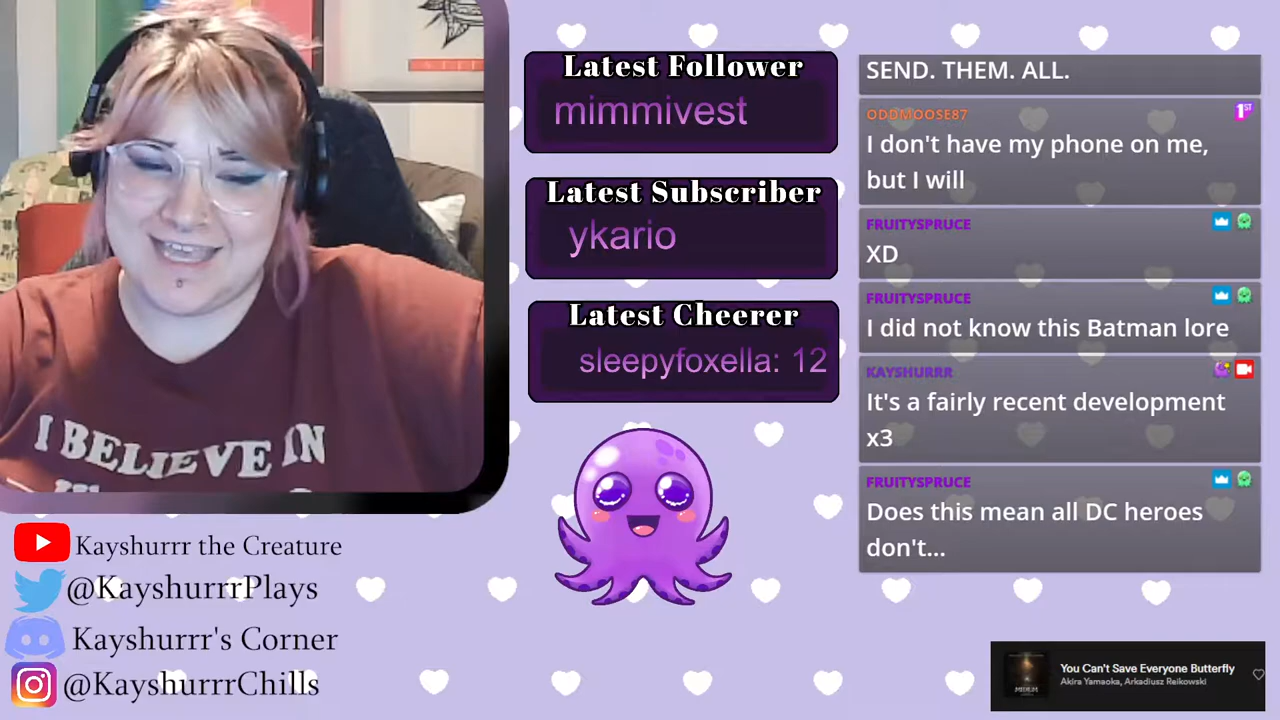 I BELIEVE IN
Latest Follower
mimmivest
Latest Subscriber
ykario
Latest Cheerer
sleepyfoxella: 12
SEND. THEM. ALL.
ODDMOOSE87
1ST
I don't have my phone on me,
but I will
FRUITYSPRUCE
XD
FRUITYSPRUCE
I did not know this Batman lore
KAYSHURRR
It's a fairly recent development
x3
FRUITYSPRUCE
Does this mean all DC heroes
don't...
Kayshurrr the Creature
@KayshurrrPlays
Kayshurrr's Corner
@KayshurrrChills
You Can't Save Everyone Butterfly
Akira Yamaoka, Arkadiusz Reikowski